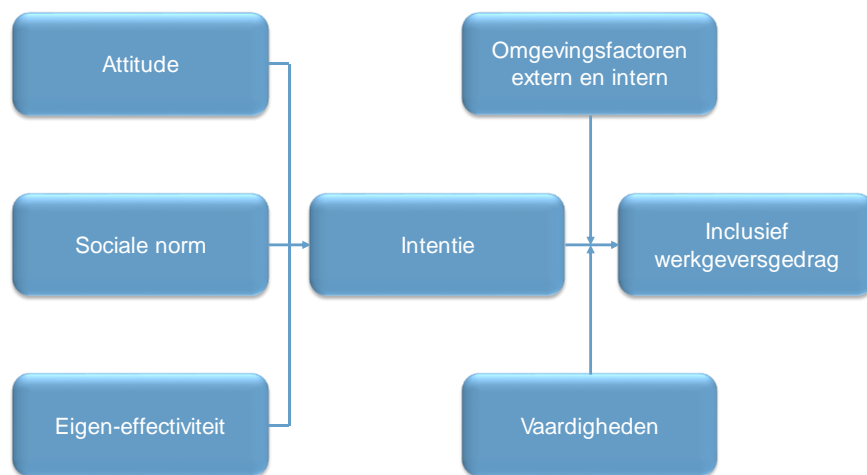 Attitude
Omgevingsfactoren
extern en intern
Sociale norm
Intentie
Inclusief
werkgeversgedrag
Eigen-effectiviteit
Vaardigheden